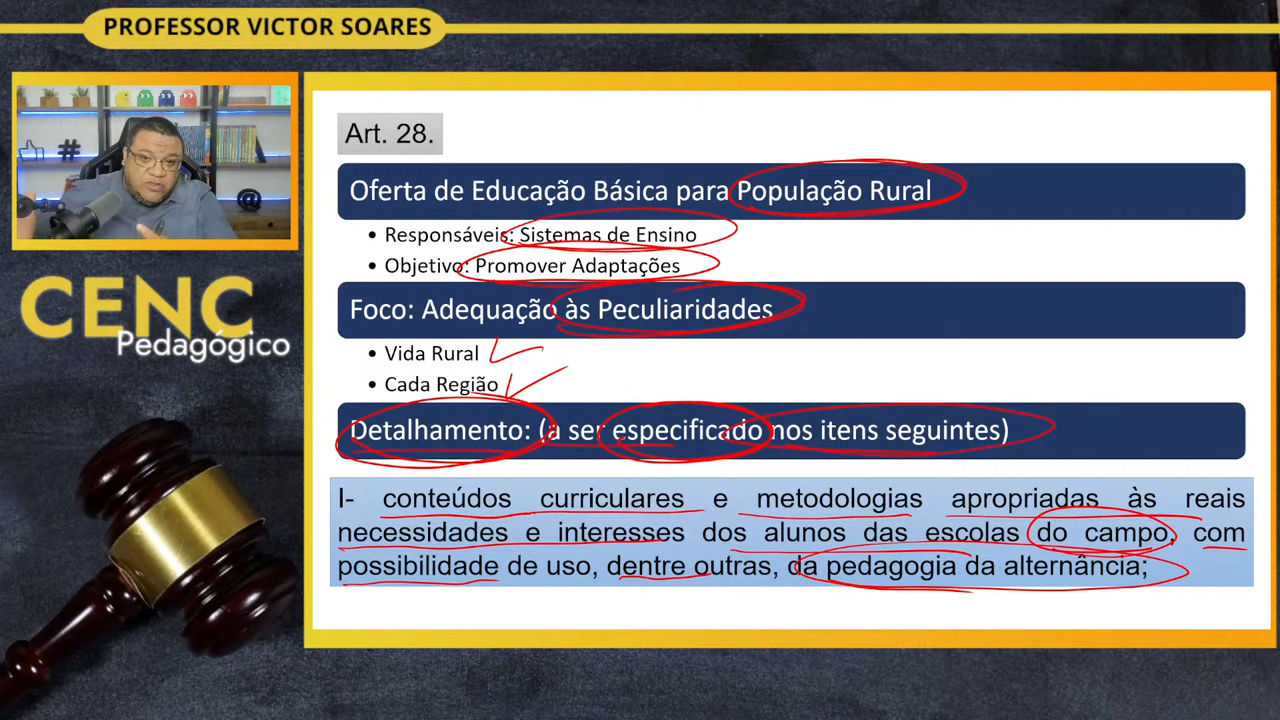 PROFESSOR VICTOR SOARES
CENC
Pedagógico
Art. 28.
Oferta de Educação Básica para População Rural
• Responsáveis: Sistemas de Ensino
• Objetivo: Promover Adaptações
Foco: Adequação às Peculiaridades
• Vida Rural
• Cada Região
Detalhamento: (a ser especificado nos itens seguintes)
I- conteúdos curriculares e metodologias apropriadas às reais
necessidades e interesses dos alunos das escolas do campo, com
possibilidade de uso, dentre outras, da pedagogia da alternância;